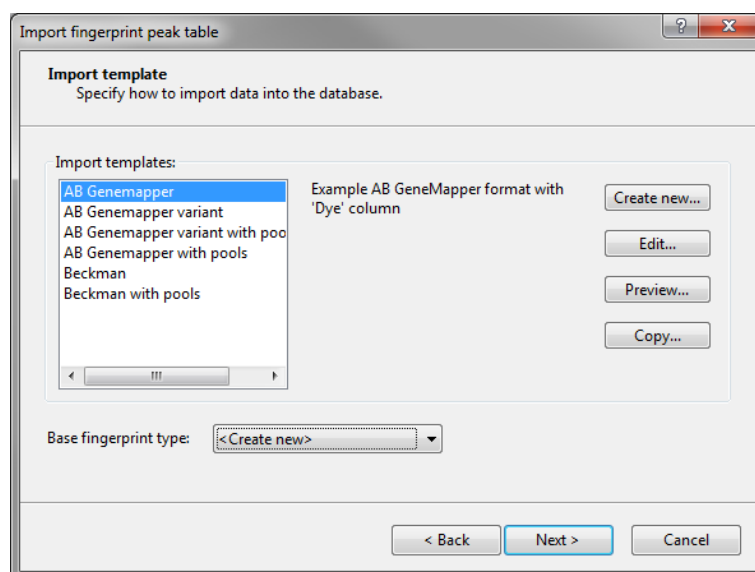 Import fingerprint peak table
Import template
Specify how to import data into the database.
Import templates:
AB Genemapper
AB Genemapper variant
AB Genemapper variant with poo
AB Genemapper with pools
Beckman
Beckman with pools
Example AB GeneMapper format with
'Dye' column
Create new...
Edit...
Preview...
Copy...
Base fingerprint type:
<Create new>
< Back
Next >
Cancel